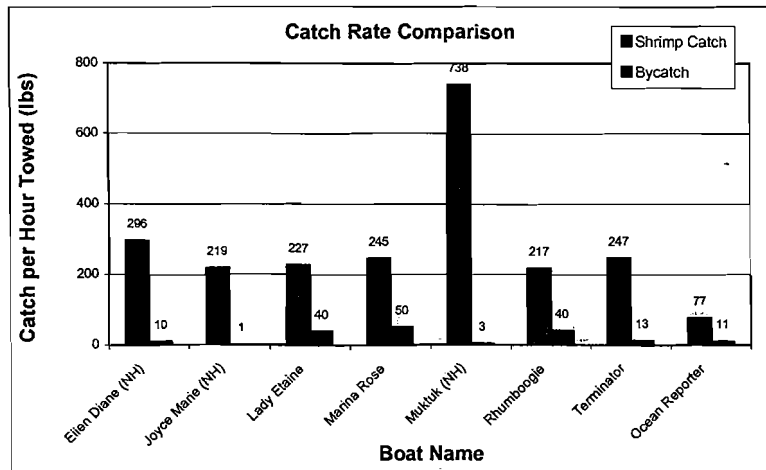 Catch Rate Comparison
Shrimp Catch
Bycatch
Catch per Hour Towed (lbs)
800
600
400
200
0
296
10
219
1
227
40
245
50
738
3
217
40
247
13
77
11
Ellen Diane (NH)
Joyce Mane (NH)
Lady Etaine
Marina Rose
Muktuk (NH)
Rhumboogie
Terminator
Ocean Reporter
Boat Name